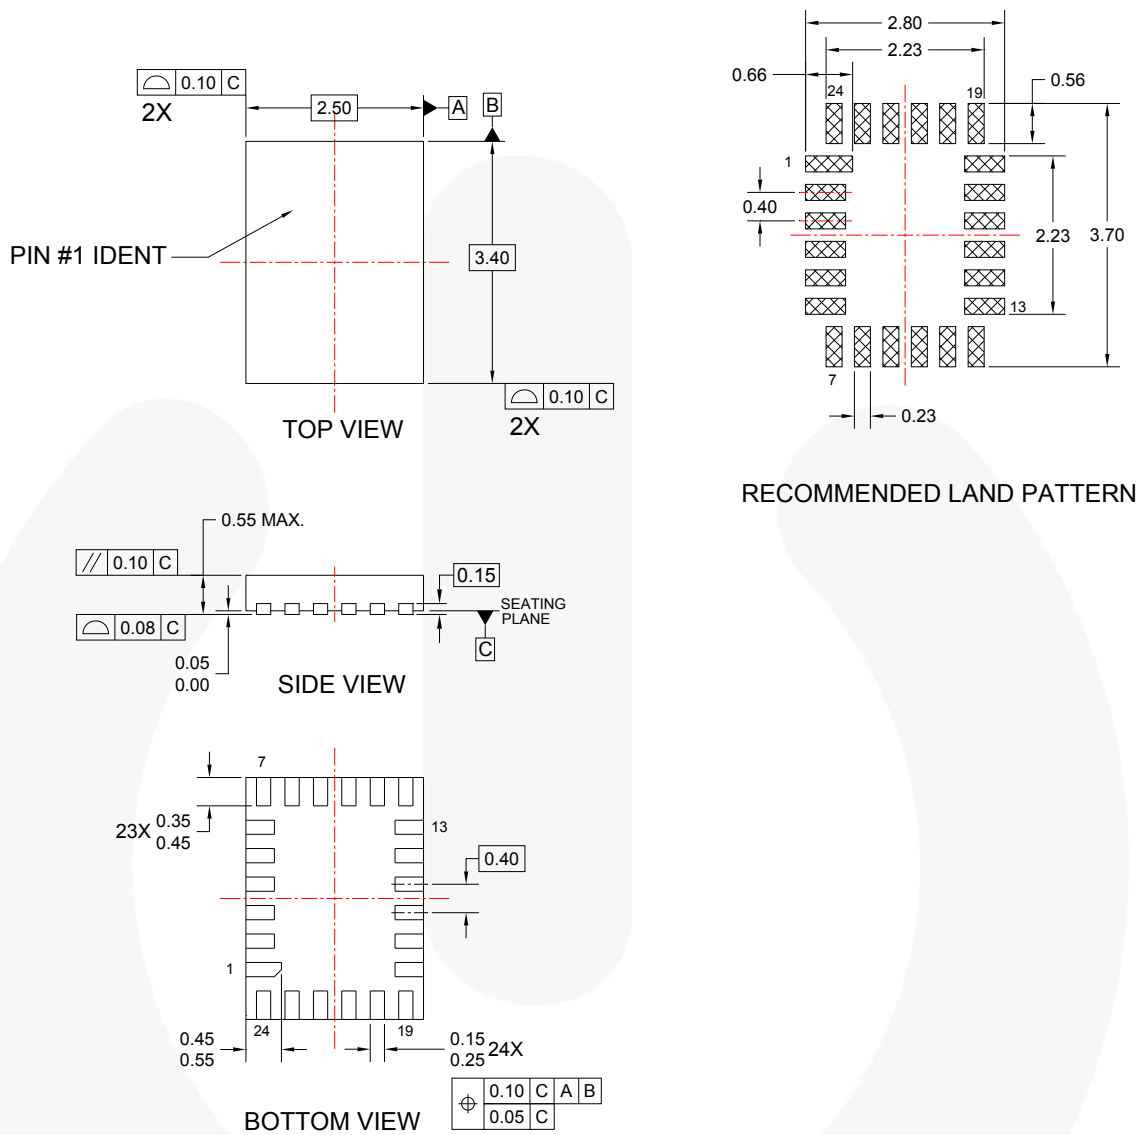 0.10 C
2X
2.50
A
B
PIN #1 IDENT
3.40
0.10 C
2X
TOP VIEW
2.80
2.23
0.66
0.56
24
19
1
0.40
2.23
3.70
13
7
0.23
RECOMMENDED LAND PATTERN
0.55 MAX.
// 0.10 C
0.15
SEATING
PLANE
0.08 C
C
0.05
0.00
SIDE VIEW
7
23X 0.35
0.45
13
0.40
1
24
19
0.45
0.55
0.15
0.25 24X
0.10 C A B
0.05 C
BOTTOM VIEW